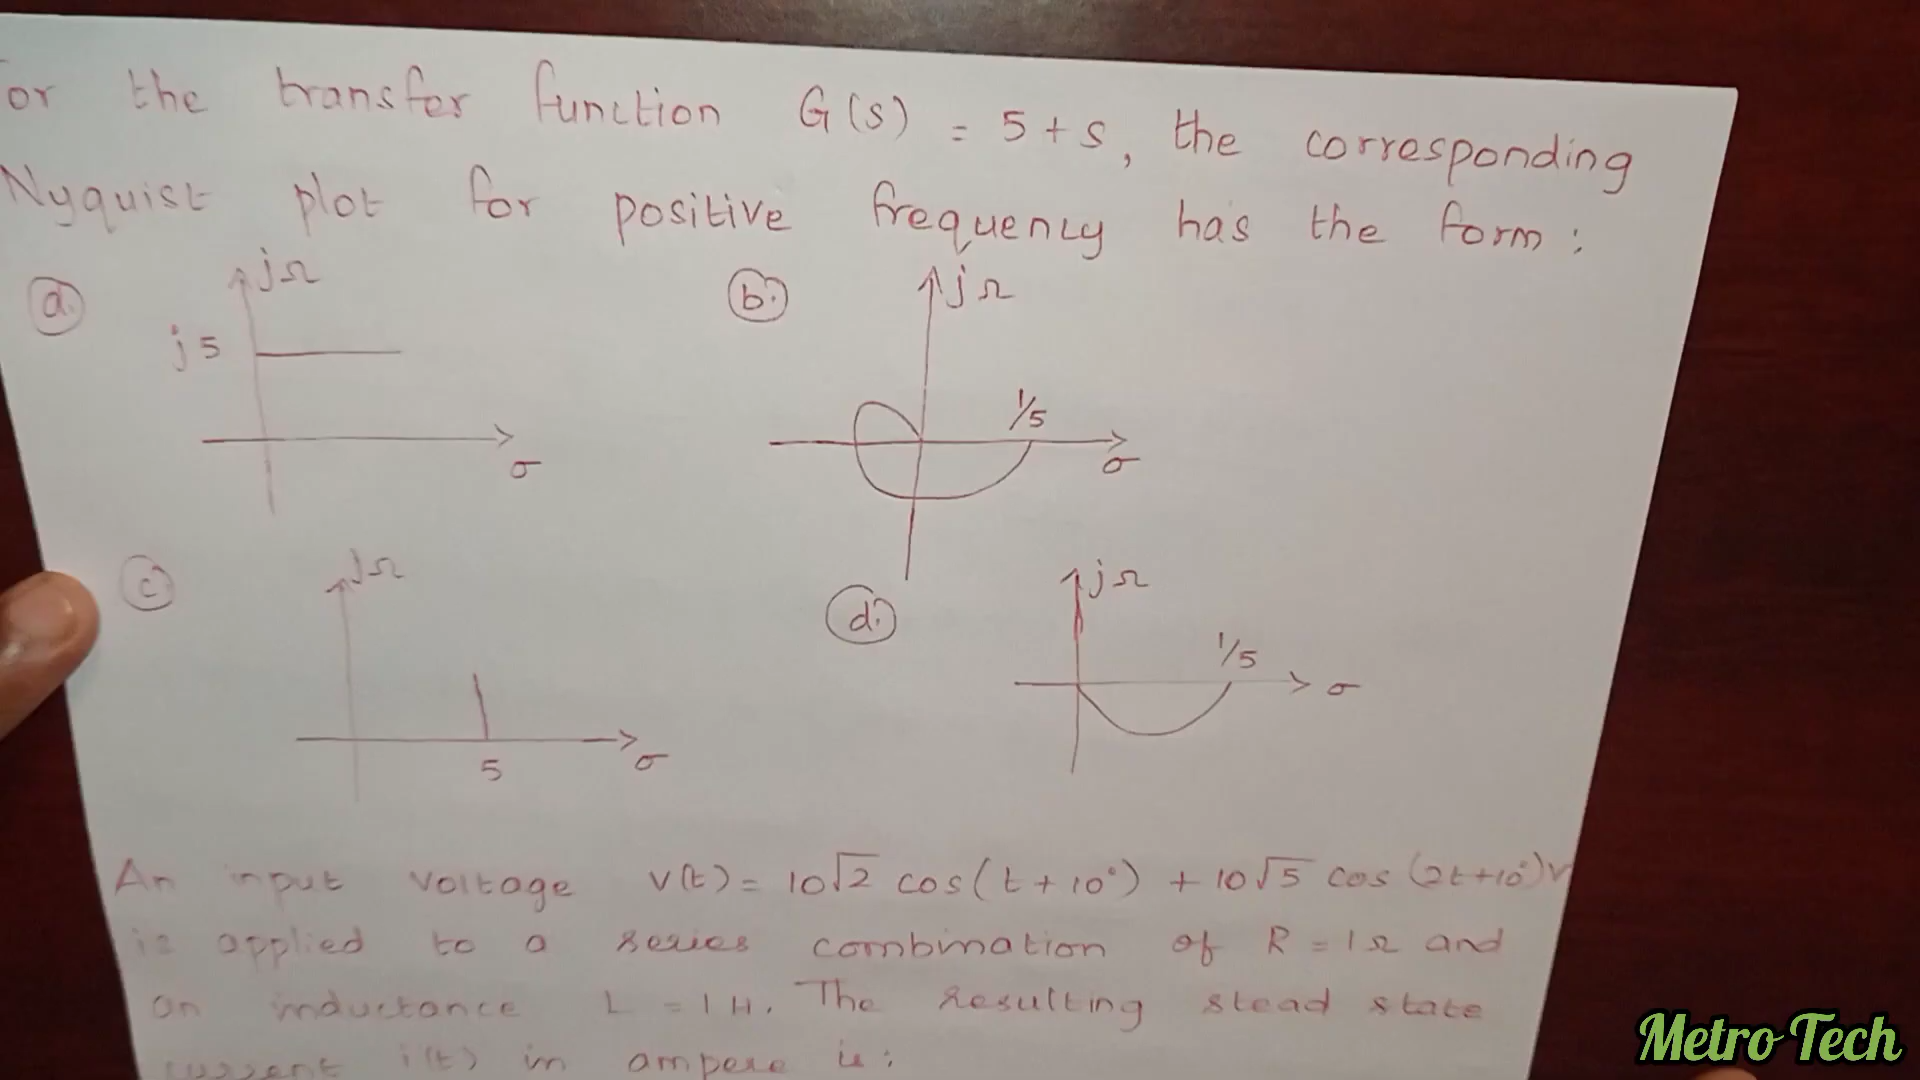 or the transfer function G(s) = 5 + s, the corresponding
Nyquist plot for positive frequency has the form :
a. jΩ
j5
σ
b. jΩ
1/5
σ
c) jΩ
5
σ
d. jΩ
1/5
σ
An input voltage v(t) = 10√2 cos(t + 10°) + 10√5 cos (2t+10°)V
is applied to a series combination of R = 1Ω and
an inductance L = 1H. The resulting stead state
current i(t) in ampere is :
Metro Tech